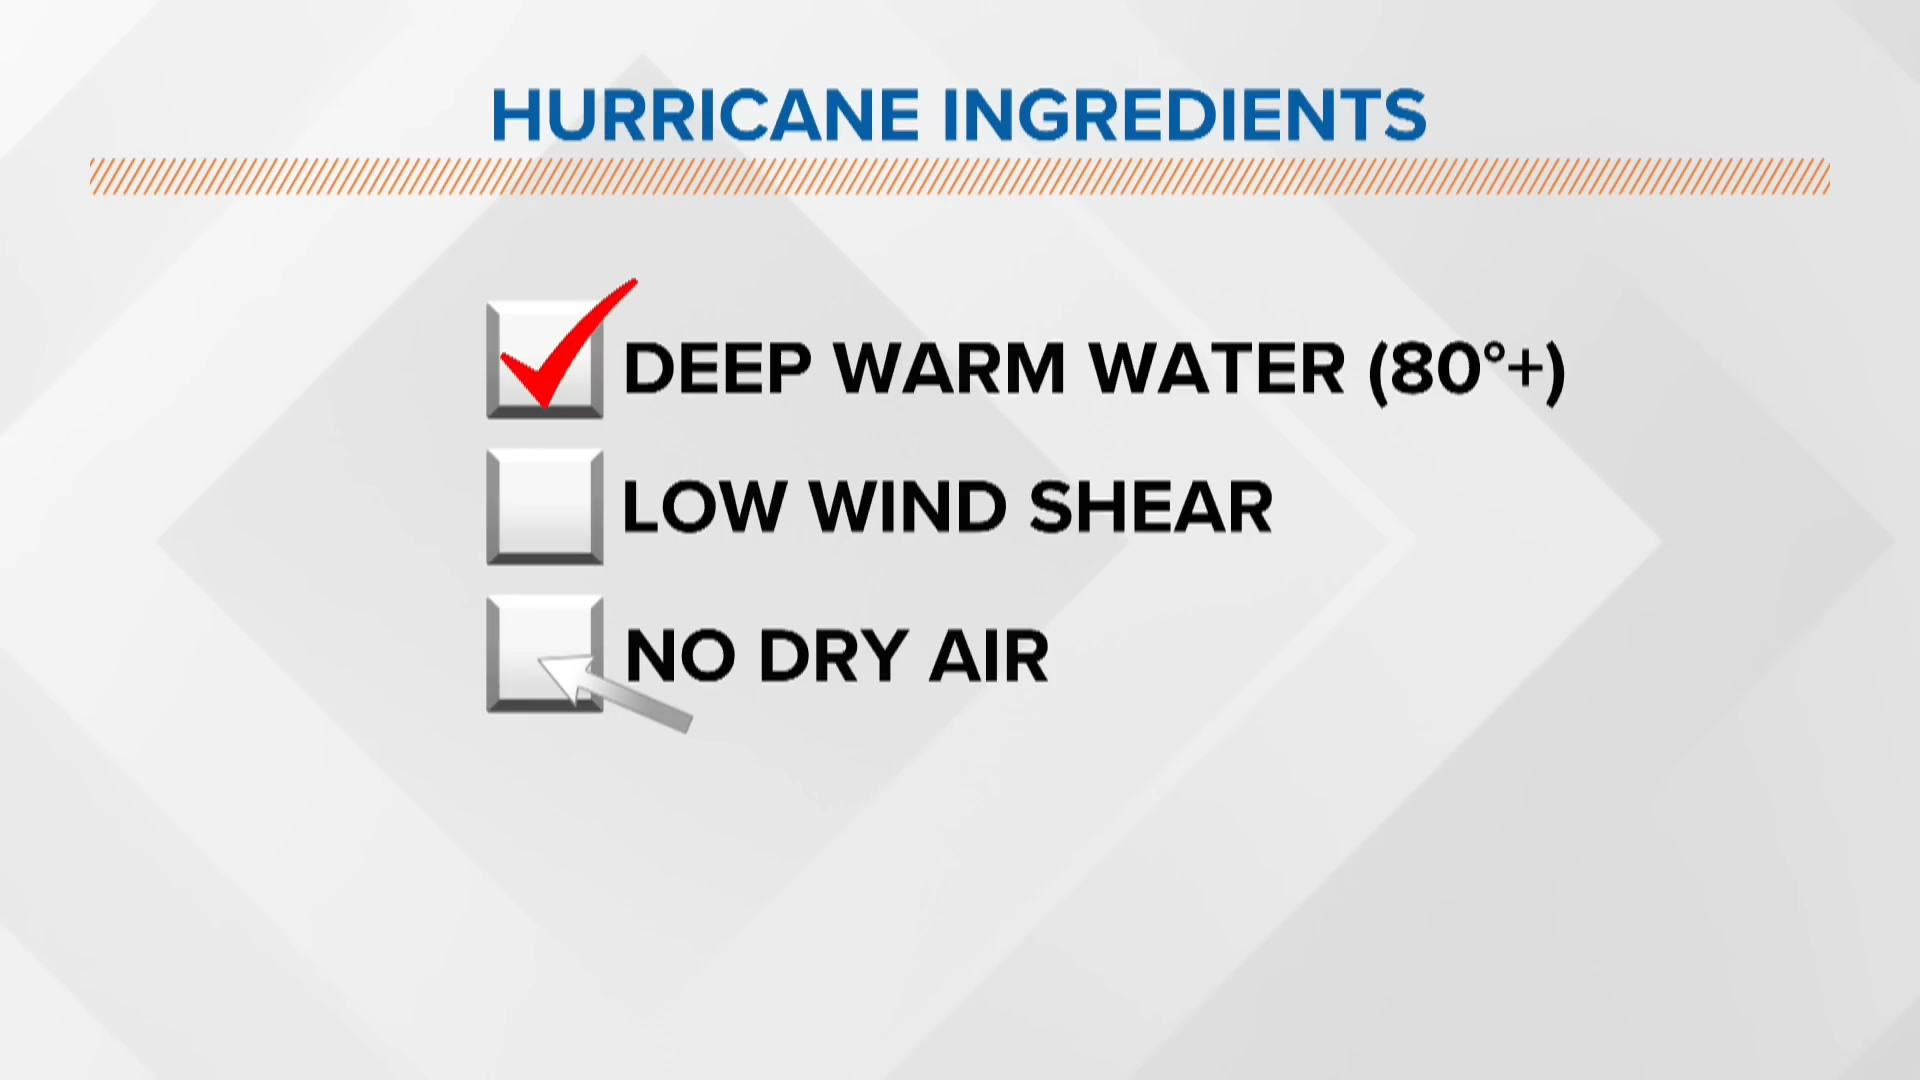 HURRICANE INGREDIENTS
DEEP WARM WATER (80°+)
LOW WIND SHEAR
NO DRY AIR